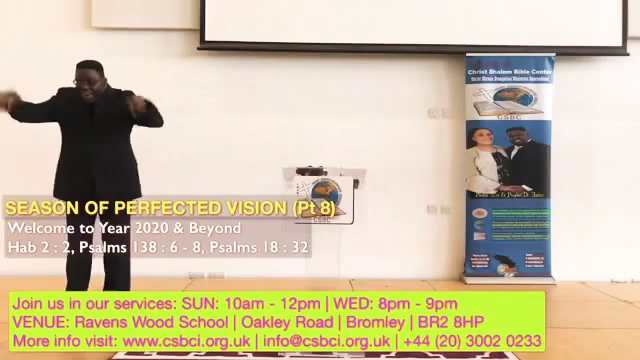 Christ Shalom Bible Center
CSBC
CSBC
SEASON OF PERFECTED VISION (Pt 8)
Welcome to Year 2020 & Beyond
Hab 2 : 2, Psalms 138 : 6 - 8, Psalms 18 : 32
Join us in our services: SUN: 10am - 12pm | WED: 8pm - 9pm
VENUE: Ravens Wood School | Oakley Road | Bromley | BR2 8HP
More info visit: www.csbci.org.uk | info@csbci.org.uk | +44 (20) 3002 0233